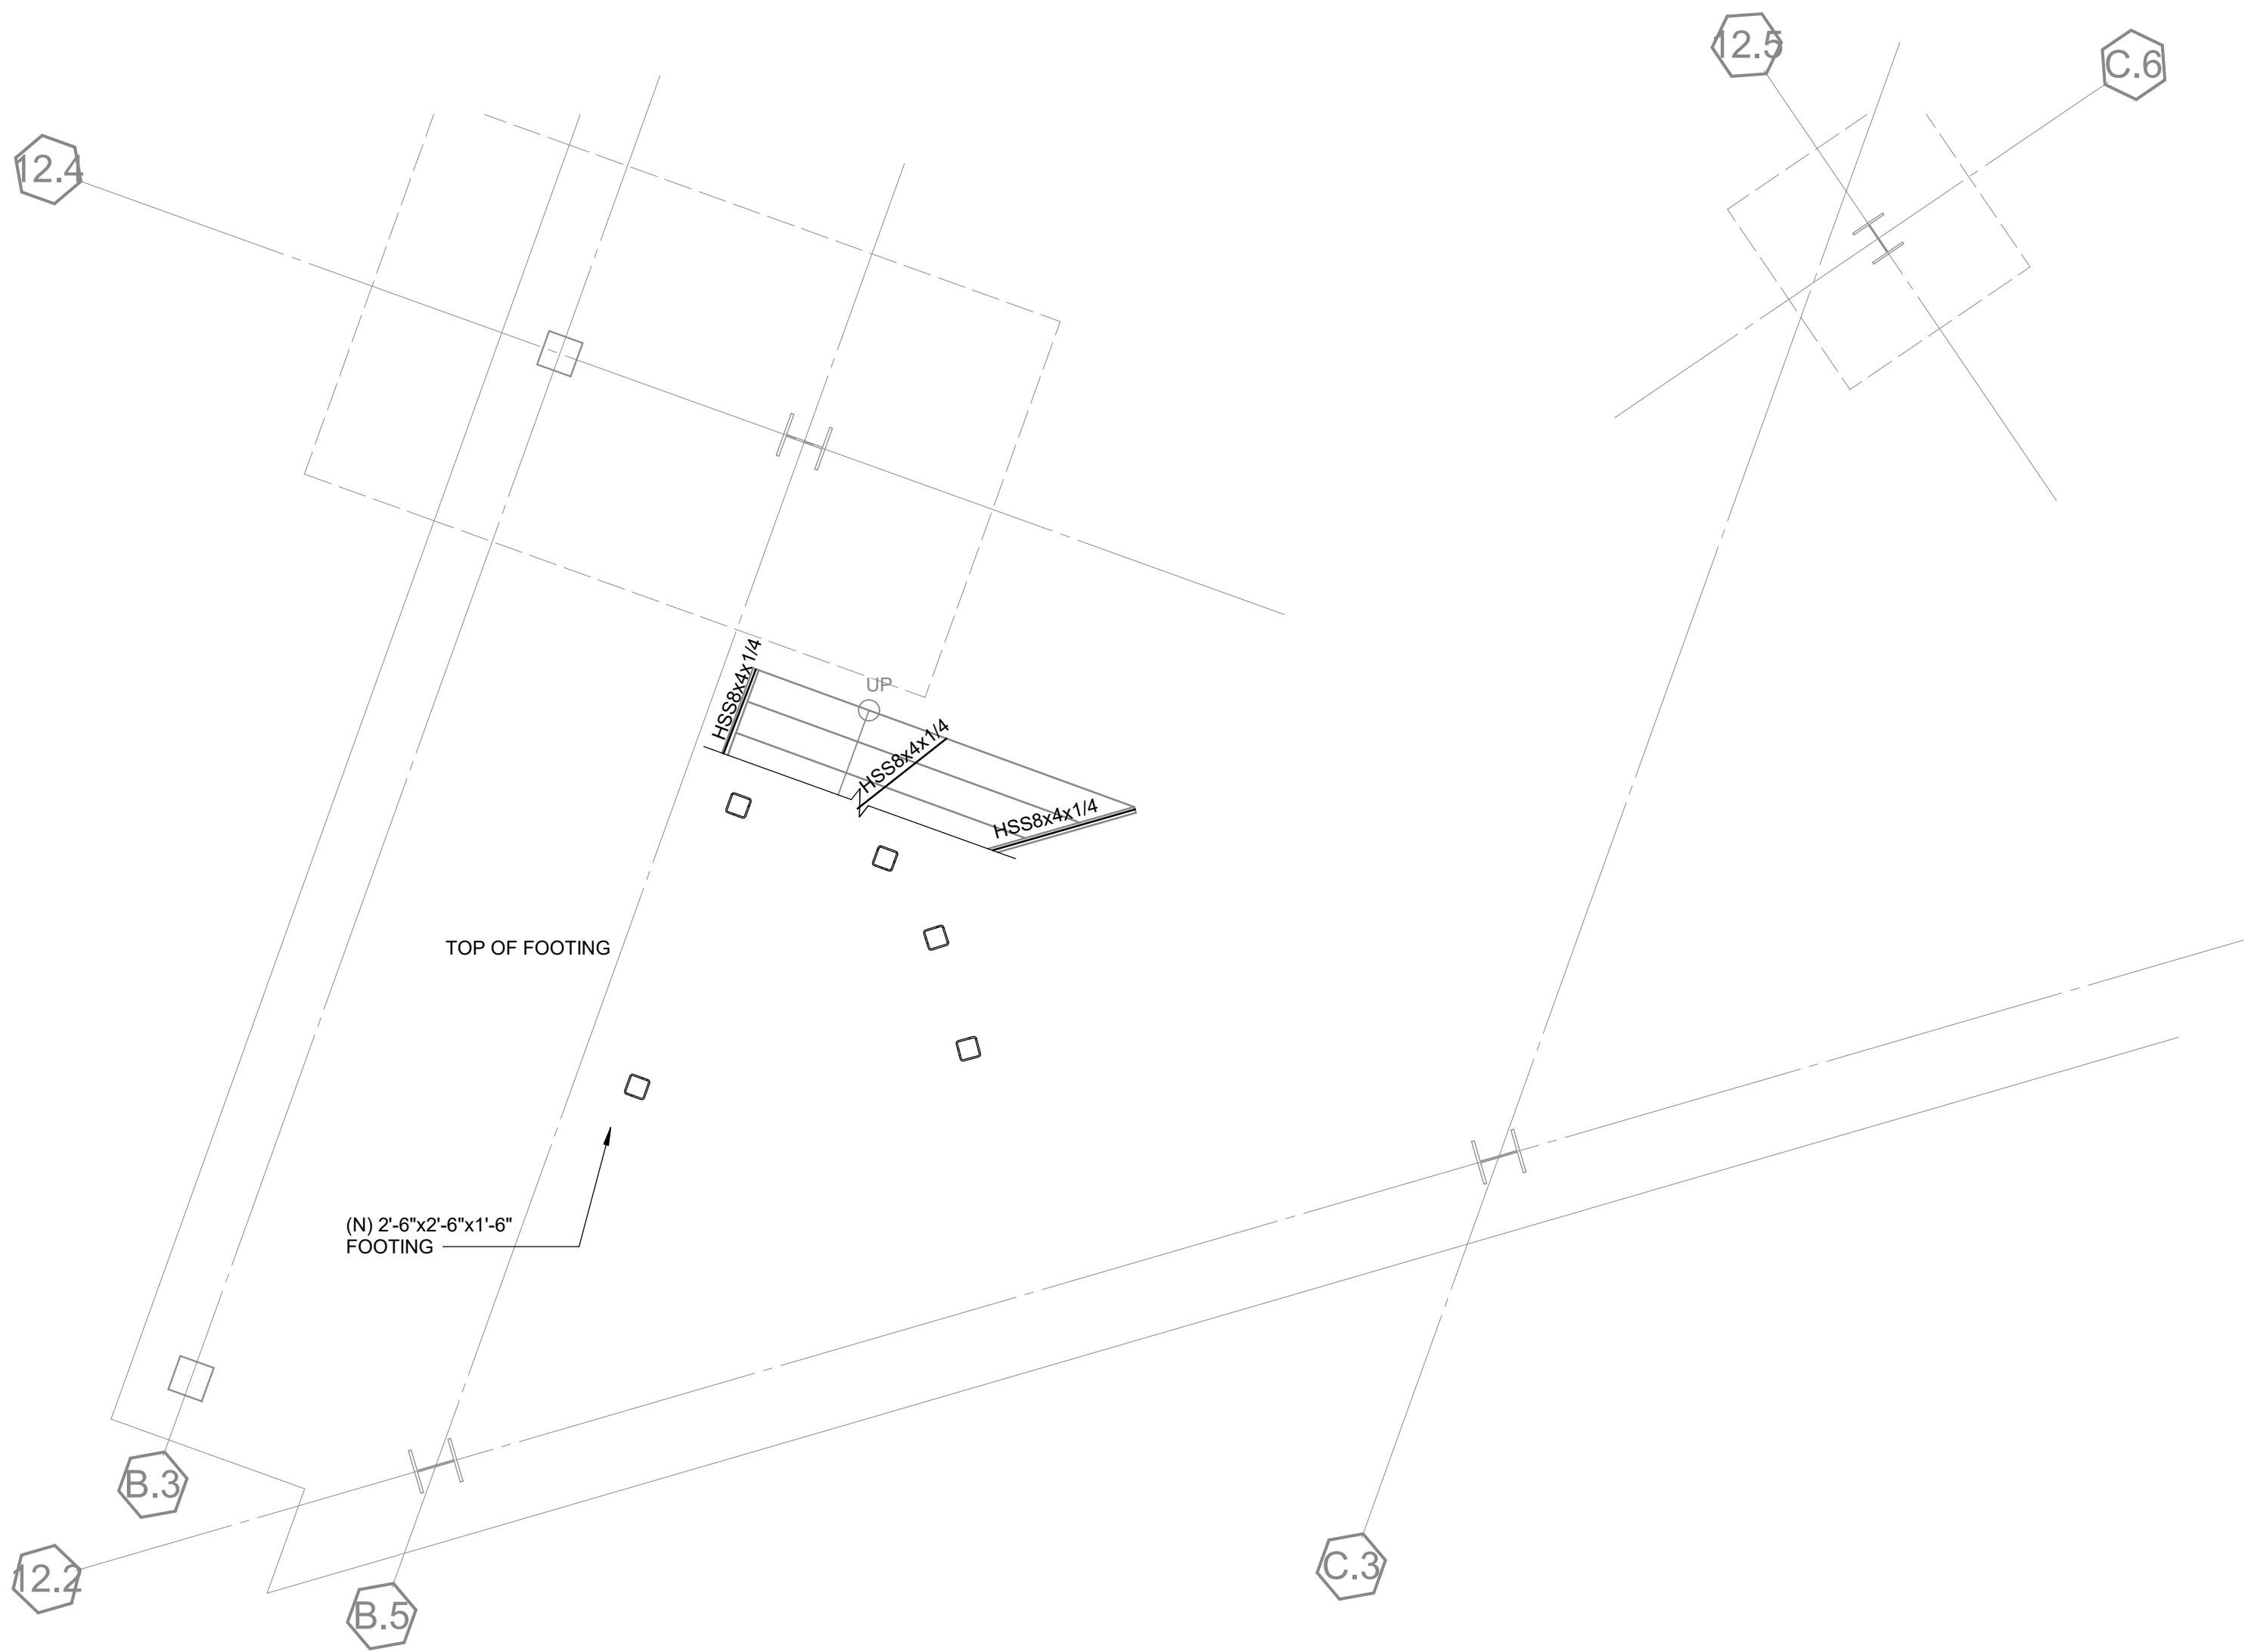 12.5
C.6
12.4
HSS8x4x1/4
UP
HSS8x4x1/4
HSS8x4x1/4
TOP OF FOOTING
(N) 2'-6"x2'-6"x1'-6"
FOOTING
B.3
12.2
B.5
C.3